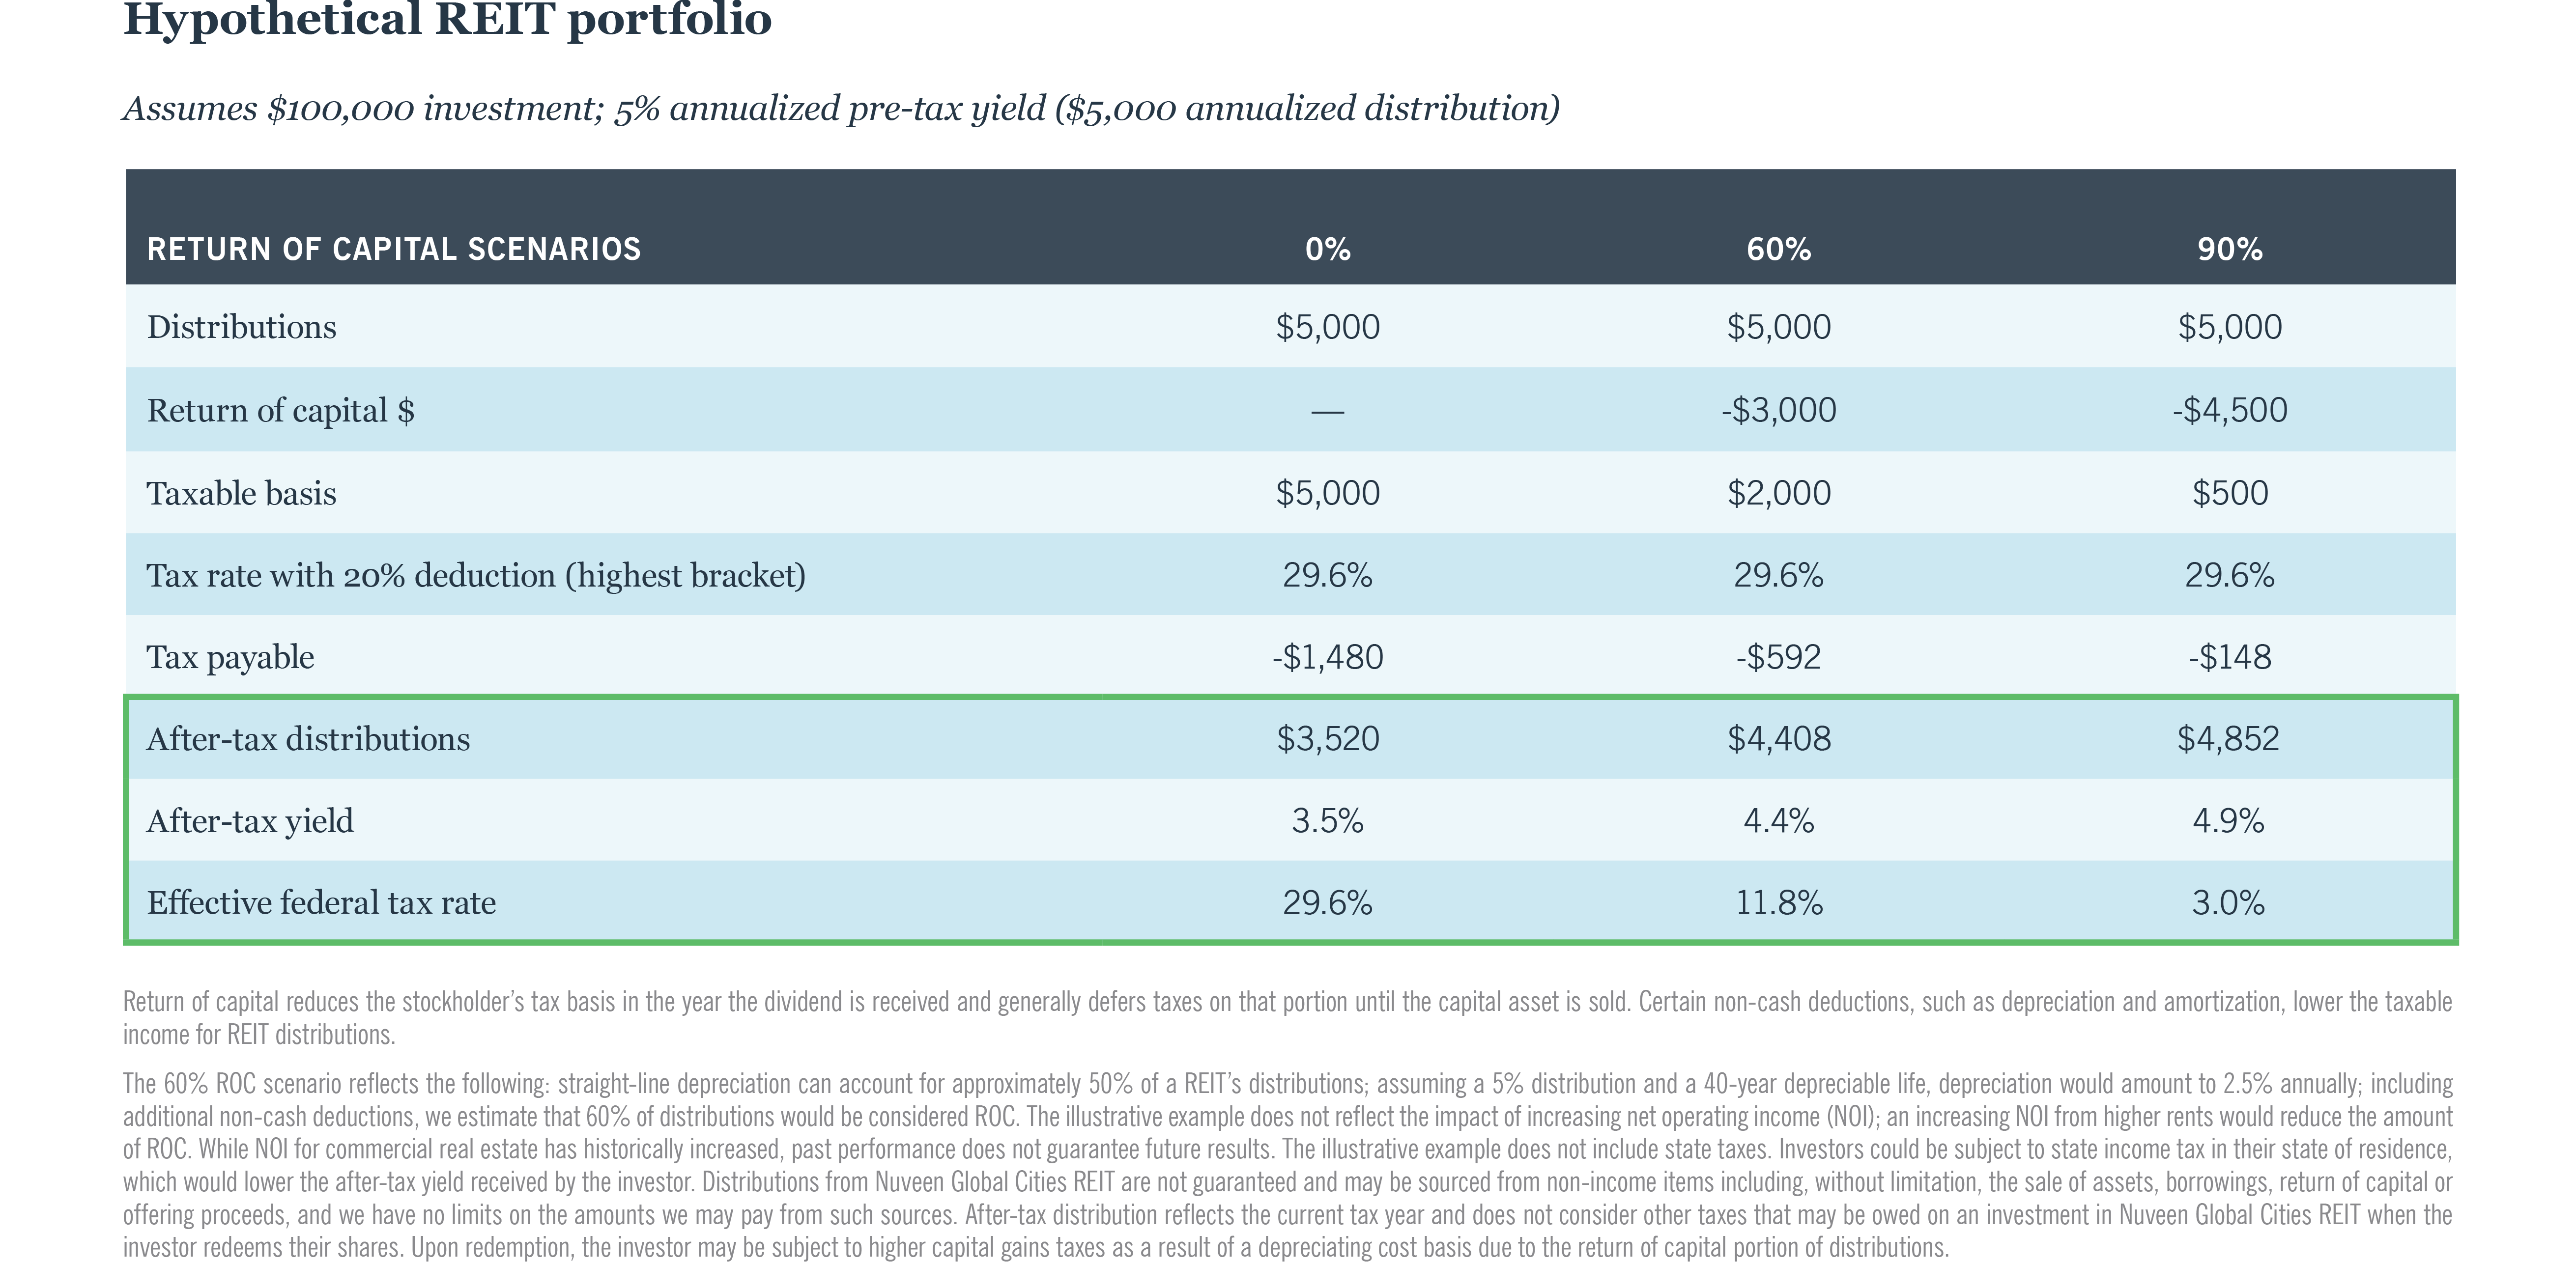 Hypothetical REIT portfolio
Assumes $100,000 investment; 5% annualized pre-tax yield ($5,000 annualized distribution)
RETURN OF CAPITAL SCENARIOS 0% 60% 90%
Distributions $5,000 $5,000 $5,000
Return of capital $ — -$3,000 -$4,500
Taxable basis $5,000 $2,000 $500
Tax rate with 20% deduction (highest bracket) 29.6% 29.6% 29.6%
Tax payable -$1,480 -$592 -$148
After-tax distributions $3,520 $4,408 $4,852
After-tax yield 3.5% 4.4% 4.9%
Effective federal tax rate 29.6% 11.8% 3.0%
Return of capital reduces the stockholder’s tax basis in the year the dividend is received and generally defers taxes on that portion until the capital asset is sold. Certain non-cash deductions, such as depreciation and amortization, lower the taxable
income for REIT distributions.
The 60% ROC scenario reflects the following: straight-line depreciation can account for approximately 50% of a REIT’s distributions; assuming a 5% distribution and a 40-year depreciable life, depreciation would amount to 2.5% annually; including
additional non-cash deductions, we estimate that 60% of distributions would be considered ROC. The illustrative example does not reflect the impact of increasing net operating income (NOI); an increasing NOI from higher rents would reduce the amount
of ROC. While NOI for commercial real estate has historically increased, past performance does not guarantee future results. The illustrative example does not include state taxes. Investors could be subject to state income tax in their state of residence,
which would lower the after-tax yield received by the investor. Distributions from Nuveen Global Cities REIT are not guaranteed and may be sourced from non-income items including, without limitation, the sale of assets, borrowings, return of capital or
offering proceeds, and we have no limits on the amounts we may pay from such sources. After-tax distribution reflects the current tax year and does not consider other taxes that may be owed on an investment in Nuveen Global Cities REIT when the
investor redeems their shares. Upon redemption, the investor may be subject to higher capital gains taxes as a result of a depreciating cost basis due to the return of capital portion of distributions.